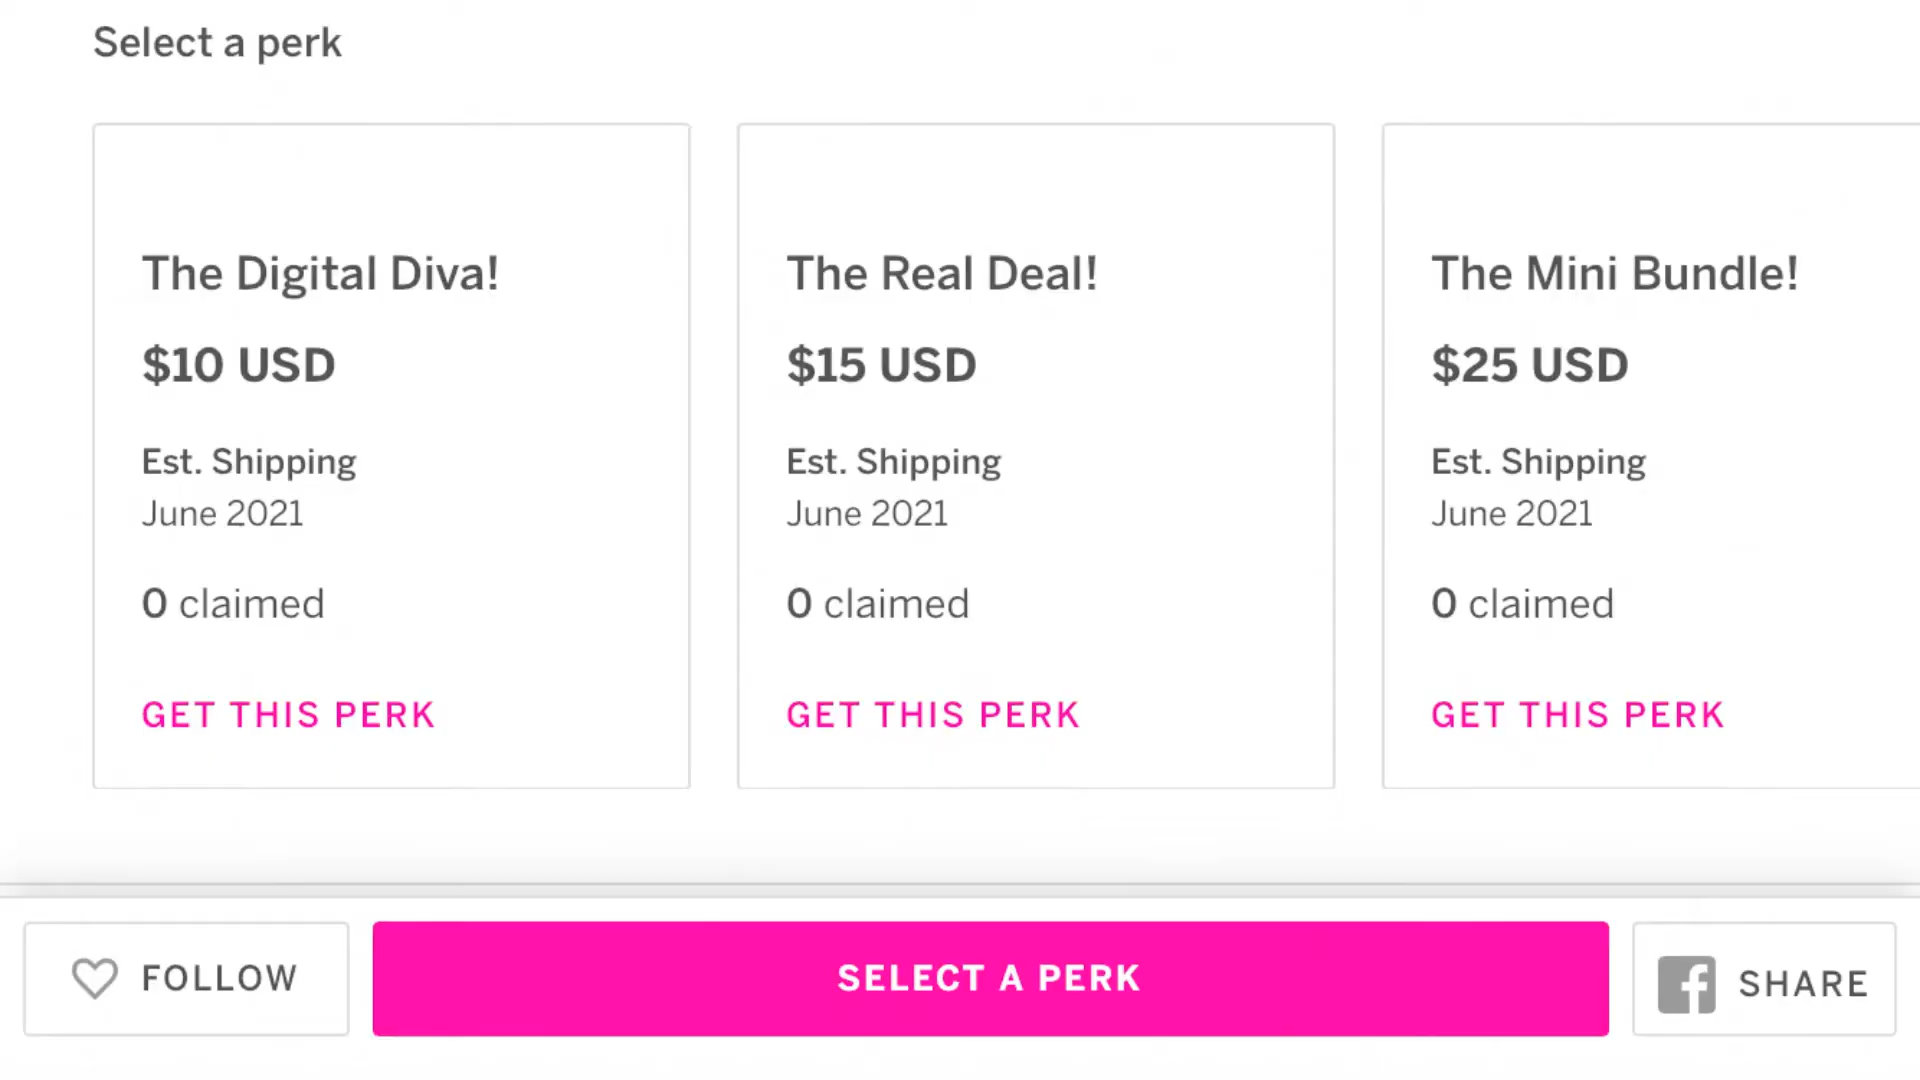 Select a perk
The Digital Diva!
$10 USD
Est. Shipping
June 2021
0 claimed
GET THIS PERK
The Real Deal!
$15 USD
Est. Shipping
June 2021
0 claimed
GET THIS PERK
The Mini Bundle!
$25 USD
Est. Shipping
June 2021
0 claimed
GET THIS PERK
FOLLOW
SELECT A PERK
SHARE